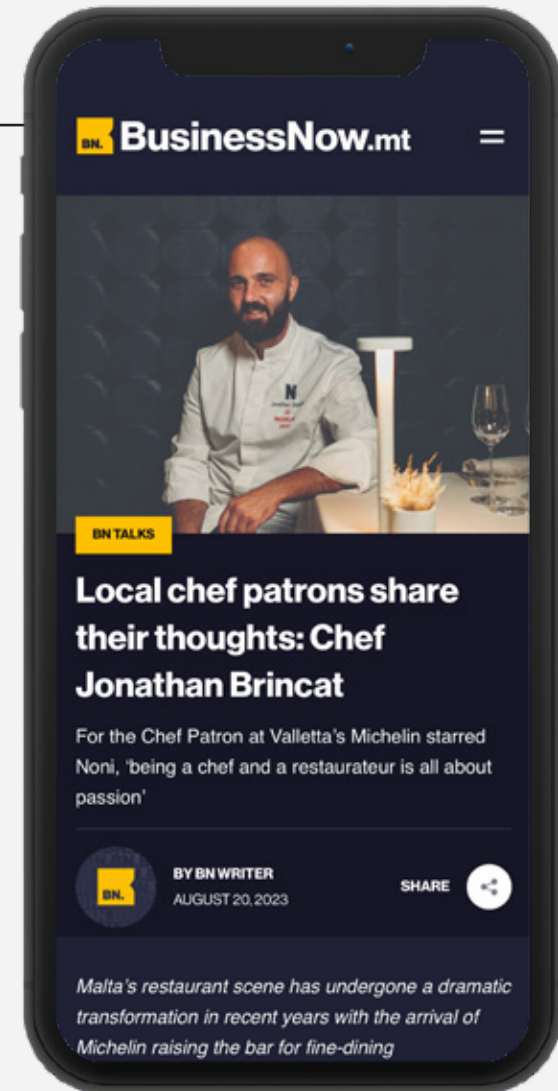 BN. BusinessNow.mt
N
BN TALKS
Local chef patrons share
their thoughts: Chef
Jonathan Brincat
For the Chef Patron at Valletta's Michelin starred
Noni, 'being a chef and a restaurateur is all about
passion'
BN.
BY BN WRITER
AUGUST 20, 2023
SHARE
Malta's restaurant scene has undergone a dramatic
transformation in recent years with the arrival of
Michelin raising the bar for fine-dining